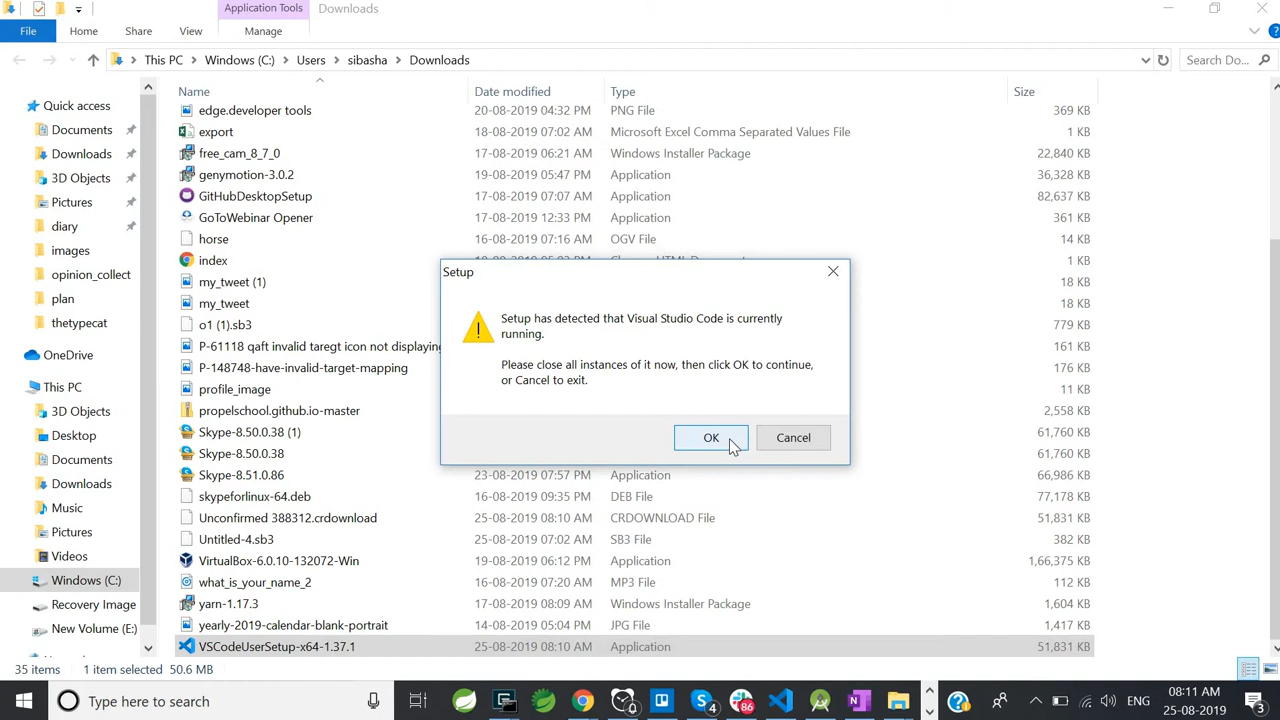 Application Tools
Downloads
File
Home
Share
View
Manage
?
This PC
Windows (C:)
Users
sibasha
Downloads
Search Do...
Name
Date modified
Type
Size
edge.developer tools 20-08-2019 04:32 PM PNG File 369 KB
export 18-08-2019 07:02 AM Microsoft Excel Comma Separated Values File 1 KB
free_cam_8_7_0 17-08-2019 06:21 AM Windows Installer Package 22,840 KB
genymotion-3.0.2 19-08-2019 05:47 PM Application 36,328 KB
GitHubDesktopSetup 17-08-2019 07:07 AM Application 82,637 KB
GoToWebinar Opener 17-08-2019 12:33 PM Application 361 KB
horse 16-08-2019 07:16 AM OGV File 14 KB
index 1 KB
my_tweet (1) 18 KB
my_tweet 18 KB
o1 (1).sb3 779 KB
P-61118 qaft invalid taregt icon not displaying 161 KB
P-148748-have-invalid-target-mapping 176 KB
profile_image 11 KB
propelschool.github.io-master 2,558 KB
Skype-8.50.0.38 (1) 61,760 KB
Skype-8.50.0.38 61,760 KB
Skype-8.51.0.86 23-08-2019 07:57 PM Application 66,986 KB
skypeforlinux-64.deb 16-08-2019 09:35 PM DEB File 77,178 KB
Unconfirmed 388312.crdownload 25-08-2019 08:10 AM CRDOWNLOAD File 51,831 KB
Untitled-4.sb3 25-08-2019 07:02 AM SB3 File 382 KB
VirtualBox-6.0.10-132072-Win 19-08-2019 06:12 PM Application 1,66,375 KB
what_is_your_name_2 16-08-2019 07:20 AM MP3 File 112 KB
yarn-1.17.3 17-08-2019 08:09 AM Windows Installer Package 1,604 KB
yearly-2019-calendar-blank-portrait 14-08-2019 05:04 PM JPG File 1,417 KB
VSCodeUserSetup-x64-1.37.1 25-08-2019 08:10 AM Application 51,831 KB
Quick access
Documents
Downloads
3D Objects
Pictures
diary
images
opinion_collect
plan
thetypecat
OneDrive
This PC
3D Objects
Desktop
Documents
Downloads
Music
Pictures
Videos
Windows (C:)
Recovery Image
New Volume (E:)
Setup
Setup has detected that Visual Studio Code is currently
running.
Please close all instances of it now, then click OK to continue,
or Cancel to exit.
OK
Cancel
35 items
1 item selected 50.6 MB
Type here to search
4
86
ENG
08:11 AM
25-08-2019
3